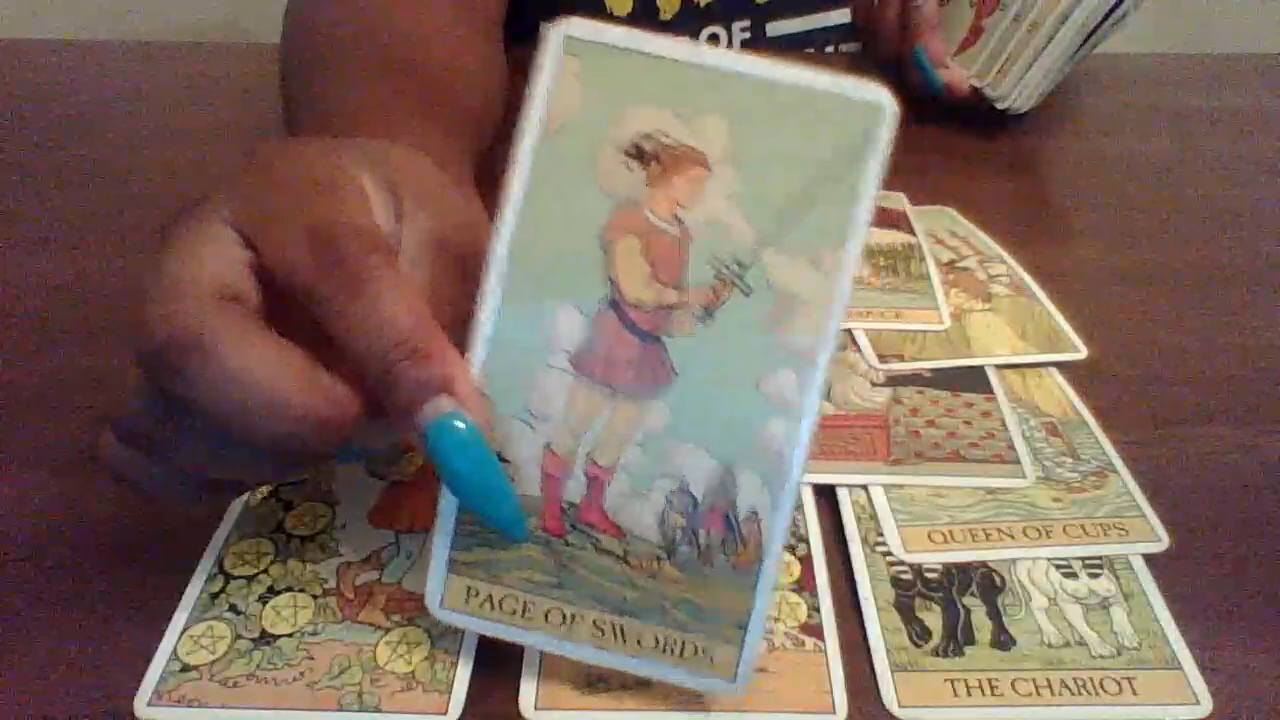 OF
PAGE OF SWORDS
QUEEN OF CUPS
THE CHARIOT